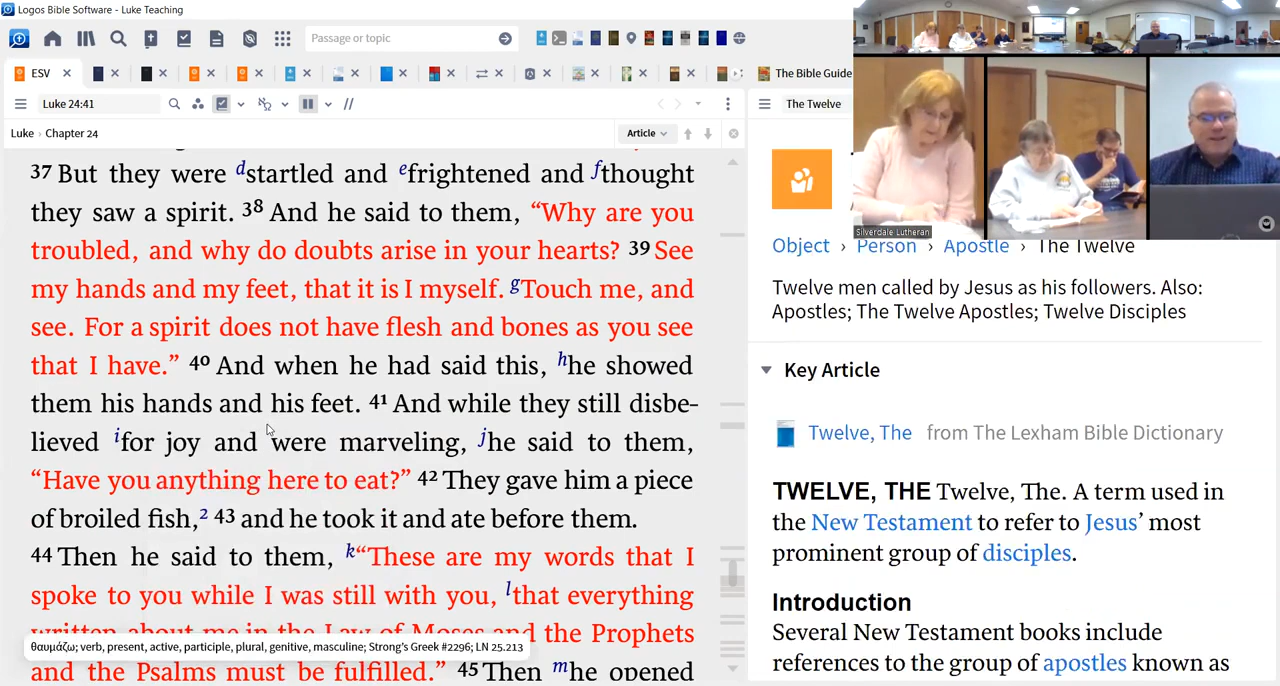 Logos Bible Software - Luke Teaching
Passage or topic
ESV
The Bible Guide
Luke 24:41
The Twelve
Luke › Chapter 24
Article
37 But they were dstartled and efrightened and fthought
they saw a spirit. 38 And he said to them, “Why are you
troubled, and why do doubts arise in your hearts? 39 See
my hands and my feet, that it is I myself. gTouch me, and
see. For a spirit does not have flesh and bones as you see
that I have.” 40 And when he had said this, hhe showed
them his hands and his feet. 41 And while they still disbe-
lieved ifor joy and were marveling, jhe said to them,
“Have you anything here to eat?” 42 They gave him a piece
of broiled fish,2 43 and he took it and ate before them.
44 Then he said to them, k“These are my words that I
spoke to you while I was still with you, lthat everything
written about me in the Law of Moses and the Prophets
and the Psalms must be fulfilled.” 45 Then mhe opened
θαυμάζω; verb, present, active, participle, plural, genitive, masculine; Strong’s Greek #2296; LN 25.213
Silverdale Lutheran
Object › Person › Apostle › The Twelve
Twelve men called by Jesus as his followers. Also:
Apostles; The Twelve Apostles; Twelve Disciples
Key Article
Twelve, The from The Lexham Bible Dictionary
TWELVE, THE Twelve, The. A term used in
the New Testament to refer to Jesus’ most
prominent group of disciples.
Introduction
Several New Testament books include
references to the group of apostles known as